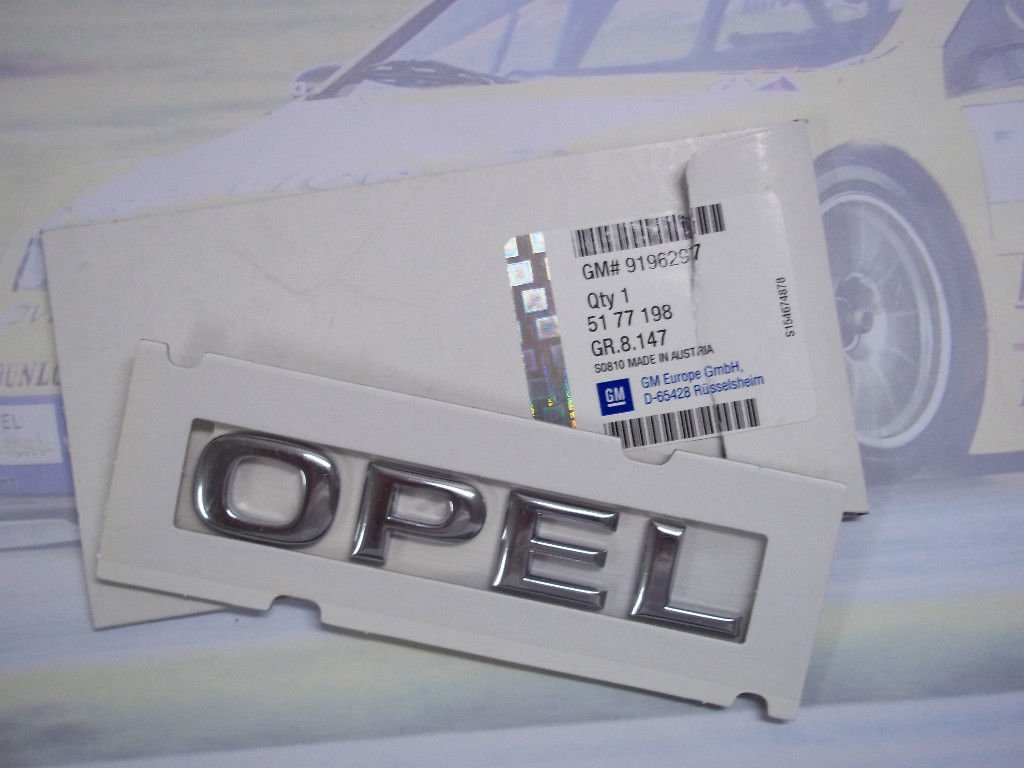 GM# 9196297
Qty 1
51 77 198
GR.8.147
S0810 MADE IN AUSTRIA
GM
GM Europe GmbH,
D-65428 Rüsselsheim
S154674878
OPEL